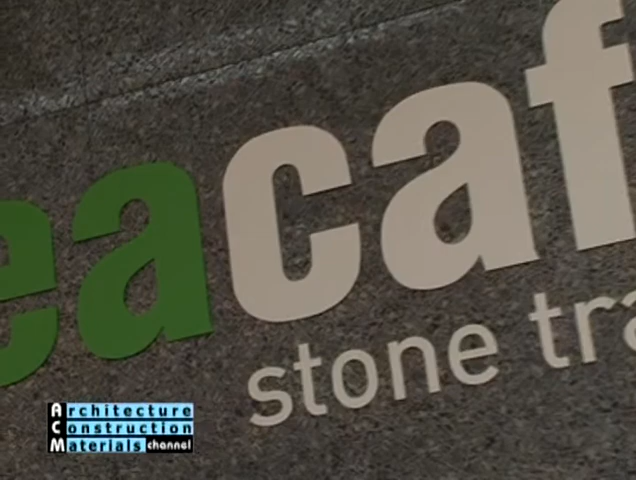 eacaf
stone tra
Architecture
Construction
Materials channel